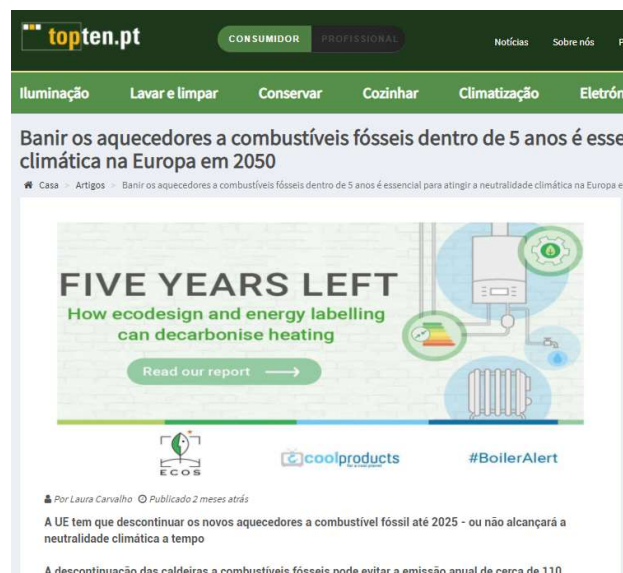 topten.pt
CONSUMIDOR PROFISSIONAL
Notícias Sobre nós
Iluminação Lavar e limpar Conservar Cozinhar Climatização Eletrón
Banir os aquecedores a combustíveis fósseis dentro de 5 anos é esse
climática na Europa em 2050
Casa > Artigos > Banir os aquecedores a combustíveis fósseis dentro de 5 anos é essencial para atingir a neutralidade climática na Europa e
FIVE YEARS LEFT
How ecodesign and energy labelling
can decarbonise heating
Read our report
ECOS
coolproducts
for a cool planet
#BoilerAlert
Por Laura Carvalho Publicado 2 meses atrás
A UE tem que descontinuar os novos aquecedores a combustível fóssil até 2025 - ou não alcançará a
neutralidade climática a tempo
A descontinuação das caldeiras a combustíveis fósseis pode evitar a emissão anual de cerca de 110